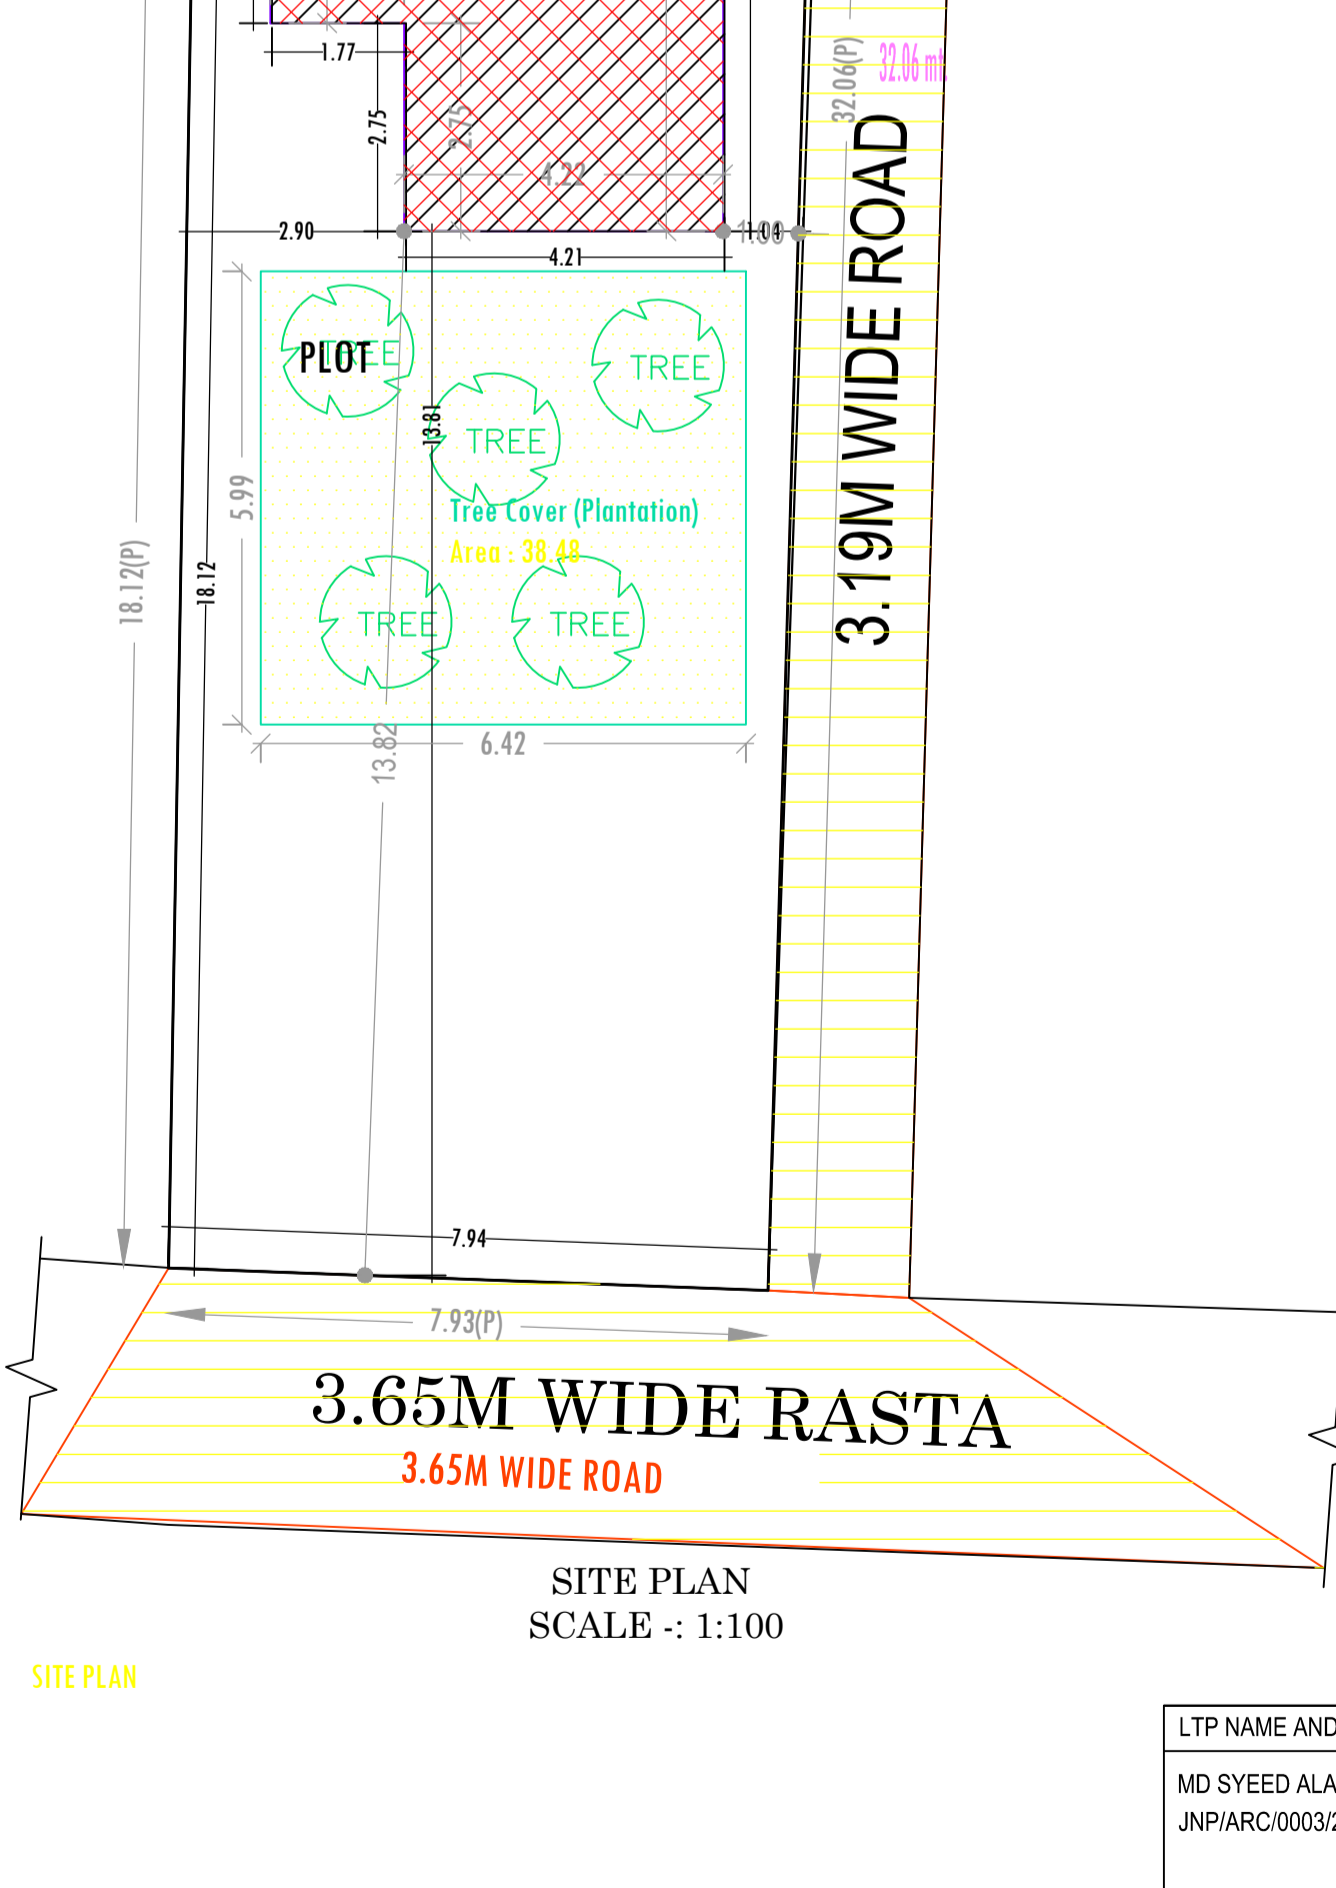 1.77
32.06(P)
32.06 mt.
2.75
2.75
4.22
2.90
1.04
1.00
4.21
3.19M WIDE ROAD
PLOT
TREE
TREE
TREE
13.81
5.99
Tree Cover (Plantation)
Area : 38.48
18.12(P)
18.12
TREE
TREE
13.82
6.42
7.94
7.93(P)
3.65M WIDE RASTA
3.65M WIDE ROAD
SITE PLAN
SCALE -: 1:100
SITE PLAN
LTP NAME AND
MD SYEED ALA
JNP/ARC/0003/2